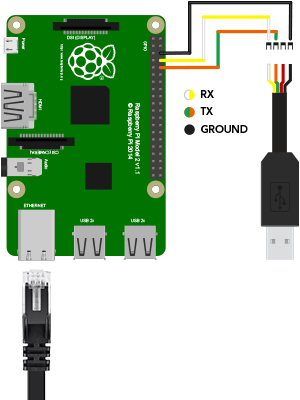 Power
DSI (DISPLAY)
GPIO
HDMI
CSI (CAMERA)
Audio
Raspberry Pi Model 2 v1.1
© Raspberry Pi 2014
ETHERNET
USB 2x
USB 2x
RX
TX
GROUND